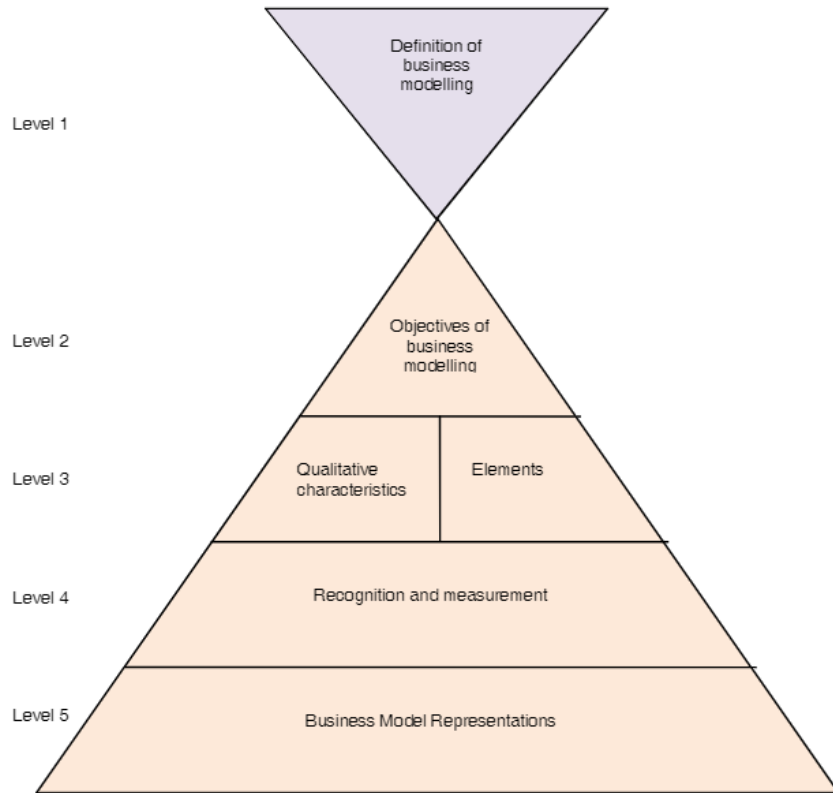 Definition of
business
modelling
Level 1
Level 2
Objectives of
business
modelling
Level 3
Qualitative
characteristics
Elements
Level 4
Recognition and measurement
Level 5
Business Model Representations